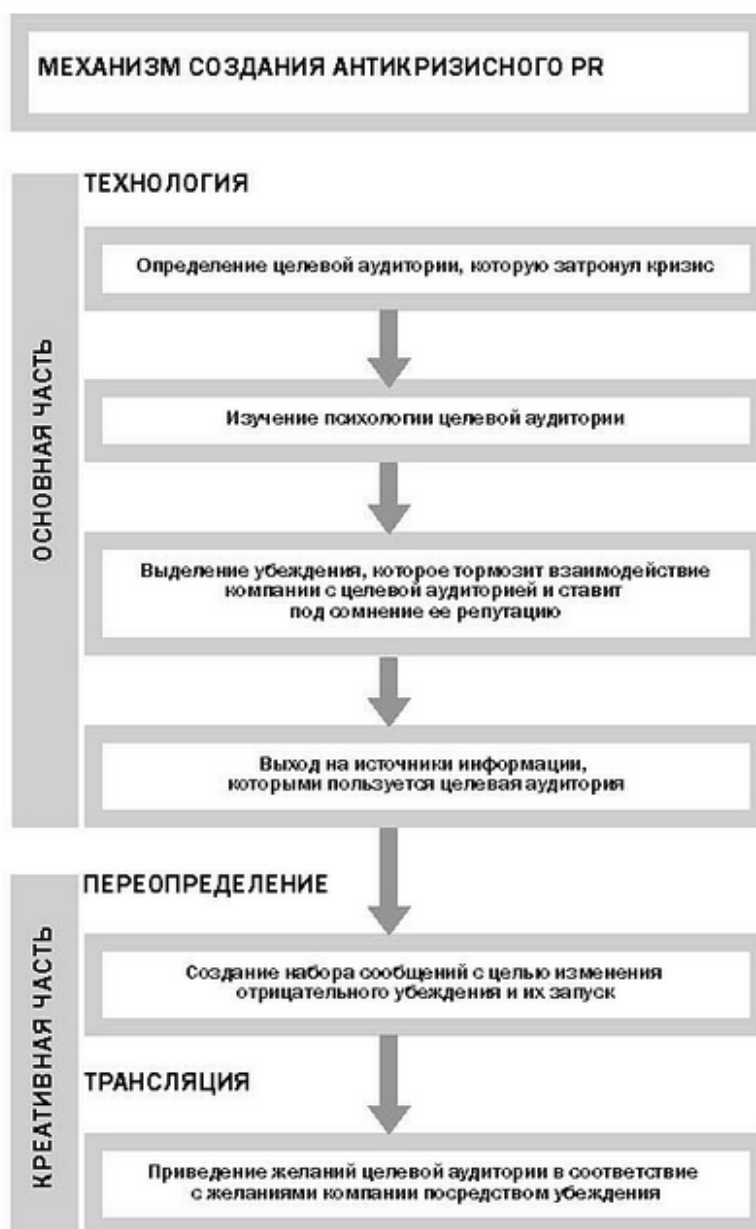 МЕХАНИЗМ СОЗДАНИЯ АНТИКРИЗИСНОГО PR
ОСНОВНАЯ ЧАСТЬ
ТЕХНОЛОГИЯ
Определение целевой аудитории, которую затронул кризис
Изучение психологии целевой аудитории
Выделение убеждения, которое тормозит взаимодействие
компании с целевой аудиторией и ставит
под сомнение ее репутацию
Выход на источники информации,
которыми пользуется целевая аудитория
КРЕАТИВНАЯ ЧАСТЬ
ПЕРЕОПРЕДЕЛЕНИЕ
Создание набора сообщений с целью изменения
отрицательного убеждения и их запуск
ТРАНСЛЯЦИЯ
Приведение желаний целевой аудитории в соответствие
с желаниями компании посредством убеждения